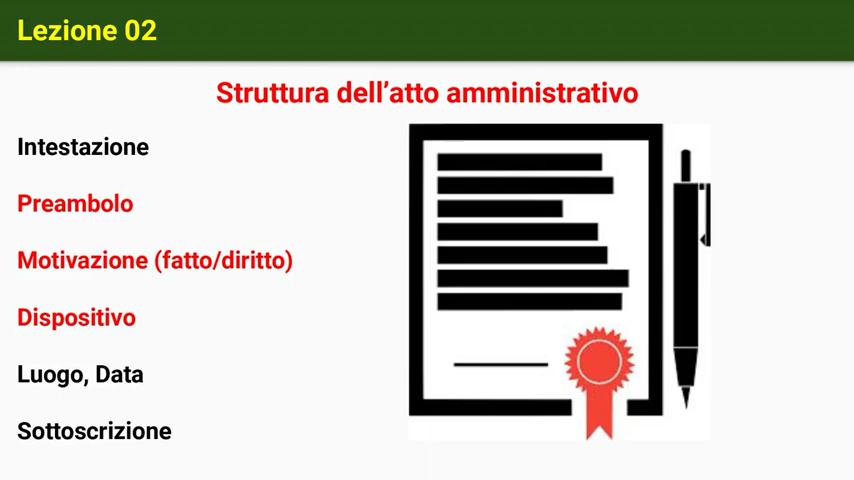 Lezione 02
Struttura dell’atto amministrativo
Intestazione
Preambolo
Motivazione (fatto/diritto)
Dispositivo
Luogo, Data
Sottoscrizione